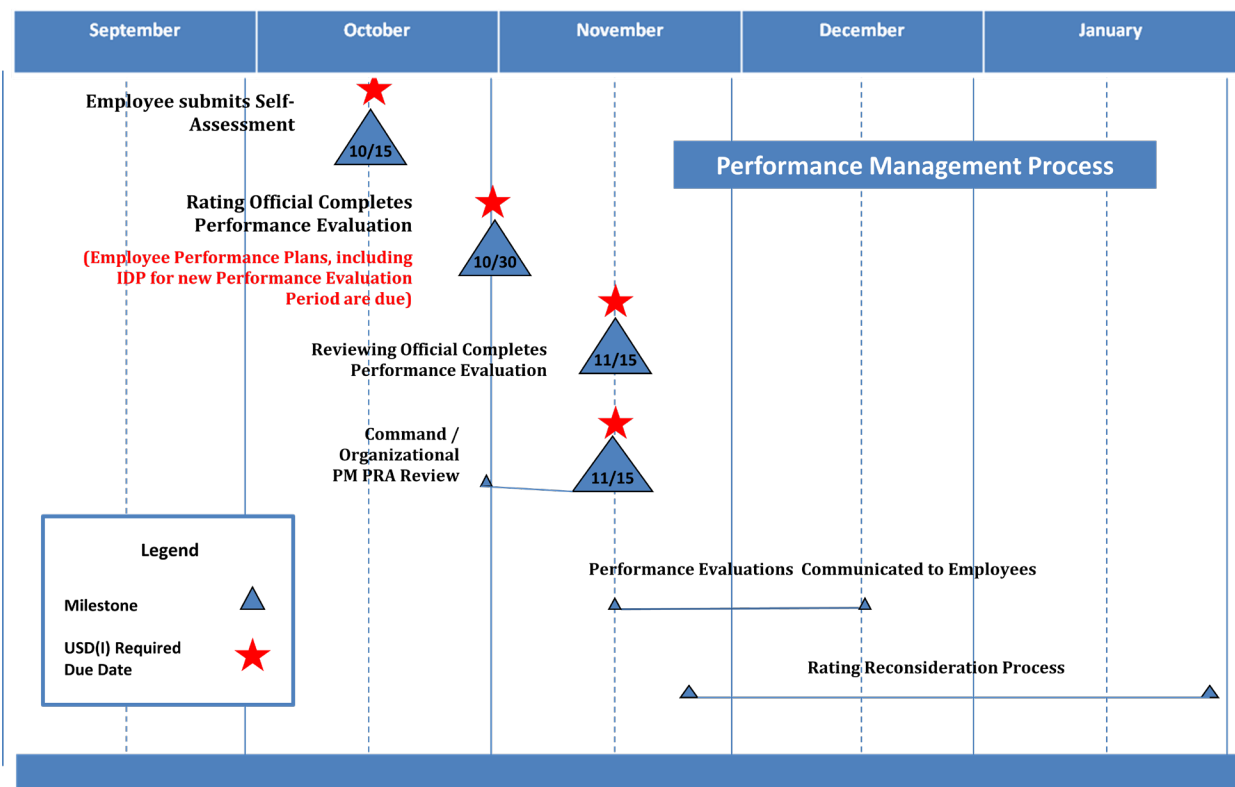 September
October
November
December
January
Employee submits Self-
Assessment
10/15
Performance Management Process
Rating Official Completes
Performance Evaluation
10/30
(Employee Performance Plans, including
IDP for new Performance Evaluation
Period are due)
Reviewing Official Completes
Performance Evaluation
11/15
Command /
Organizational
PM PRA Review
11/15
Legend
Milestone
USD(I) Required
Due Date
Performance Evaluations  Communicated to Employees
Rating Reconsideration Process